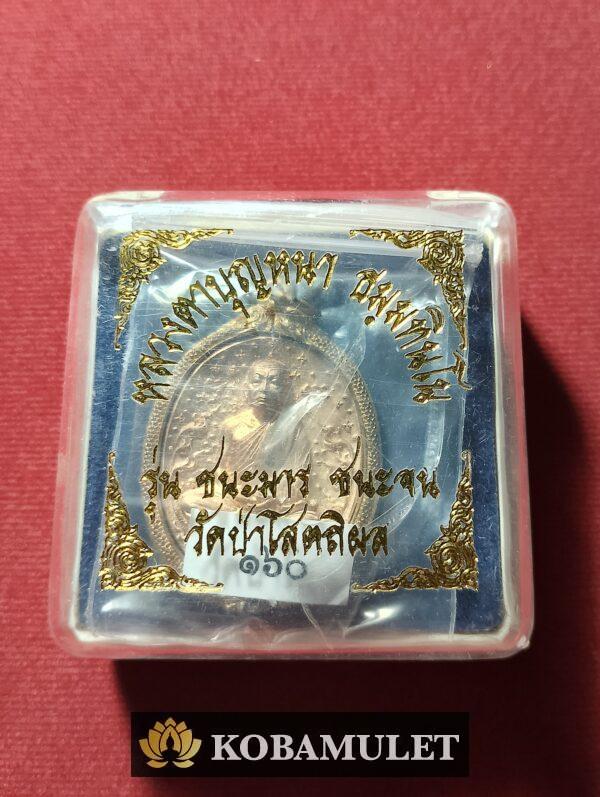 หลวงตาบุญหนา ธมฺมทินฺโน
รุ่น ชนะมาร ชนะจน
วัดป่าโสตถิผล
๑๖๐
KOBAMULET